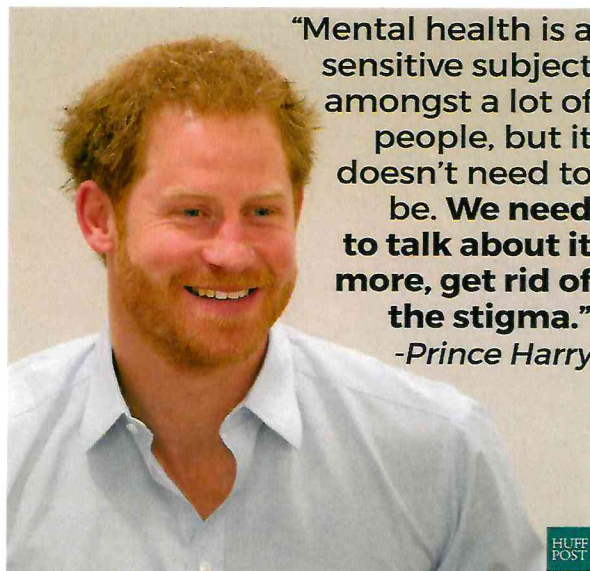 “Mental health is a
sensitive subject
amongst a lot of
people, but it
doesn’t need to
be. We need
to talk about it
more, get rid of
the stigma.”
-Prince Harry
HUFF
POST